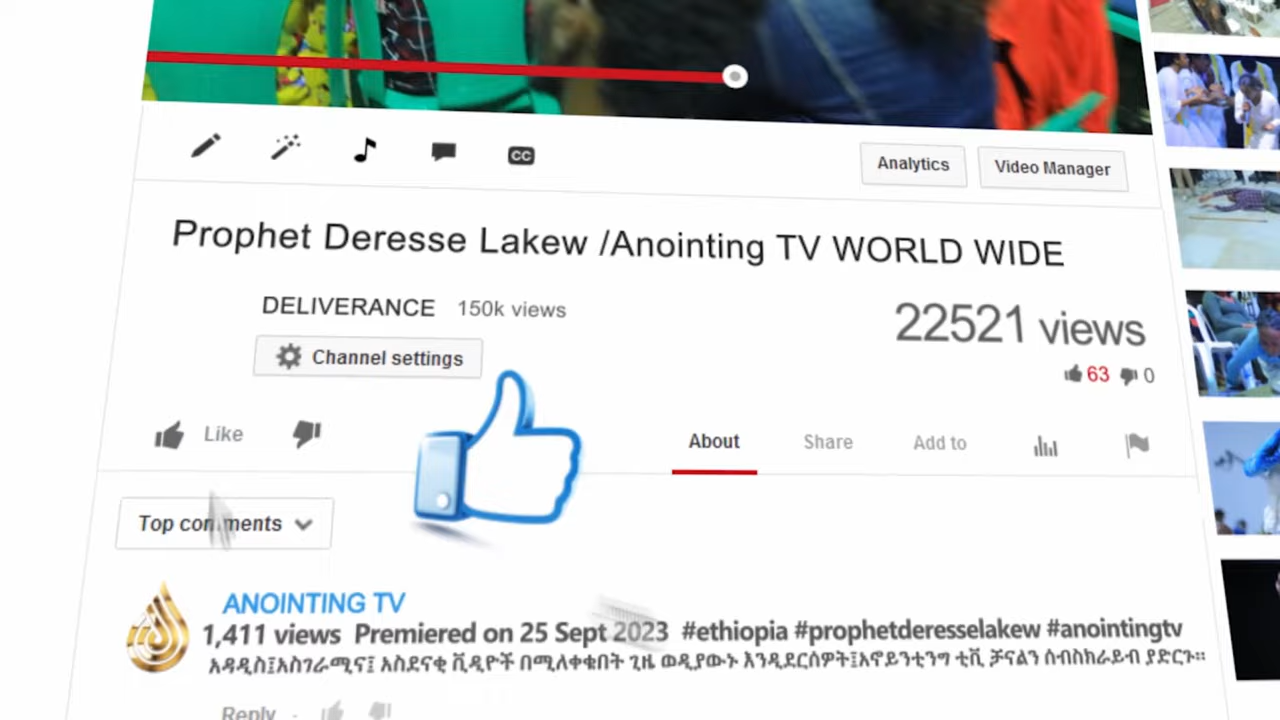 CC
Analytics
Video Manager
Prophet Deresse Lakew /Anointing TV WORLD WIDE
DELIVERANCE 150k views
22521 views
Channel settings
63 0
Like
About Share Add to
Top comments
ANOINTING TV
1,411 views Premiered on 25 Sept 2023 #ethiopia #prophetderesselakew #anointingtv
አዳዲስ፤አስገራሚና፤ አስደናቂ ቪዲዮች በሚለቀቁበት ጊዜ ወዲያውኑ እንዲደርሰዎት፤አኖይንቲንግ ቲቪ ቻናልን ሰብስክራይብ ያድርጉ።
Reply